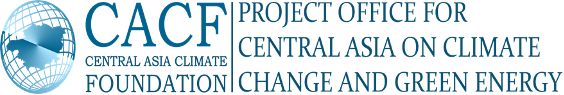 CACF
CENTRAL ASIA CLIMATE
FOUNDATION
PROJECT OFFICE FOR
CENTRAL ASIA ON CLIMATE
CHANGE AND GREEN ENERGY